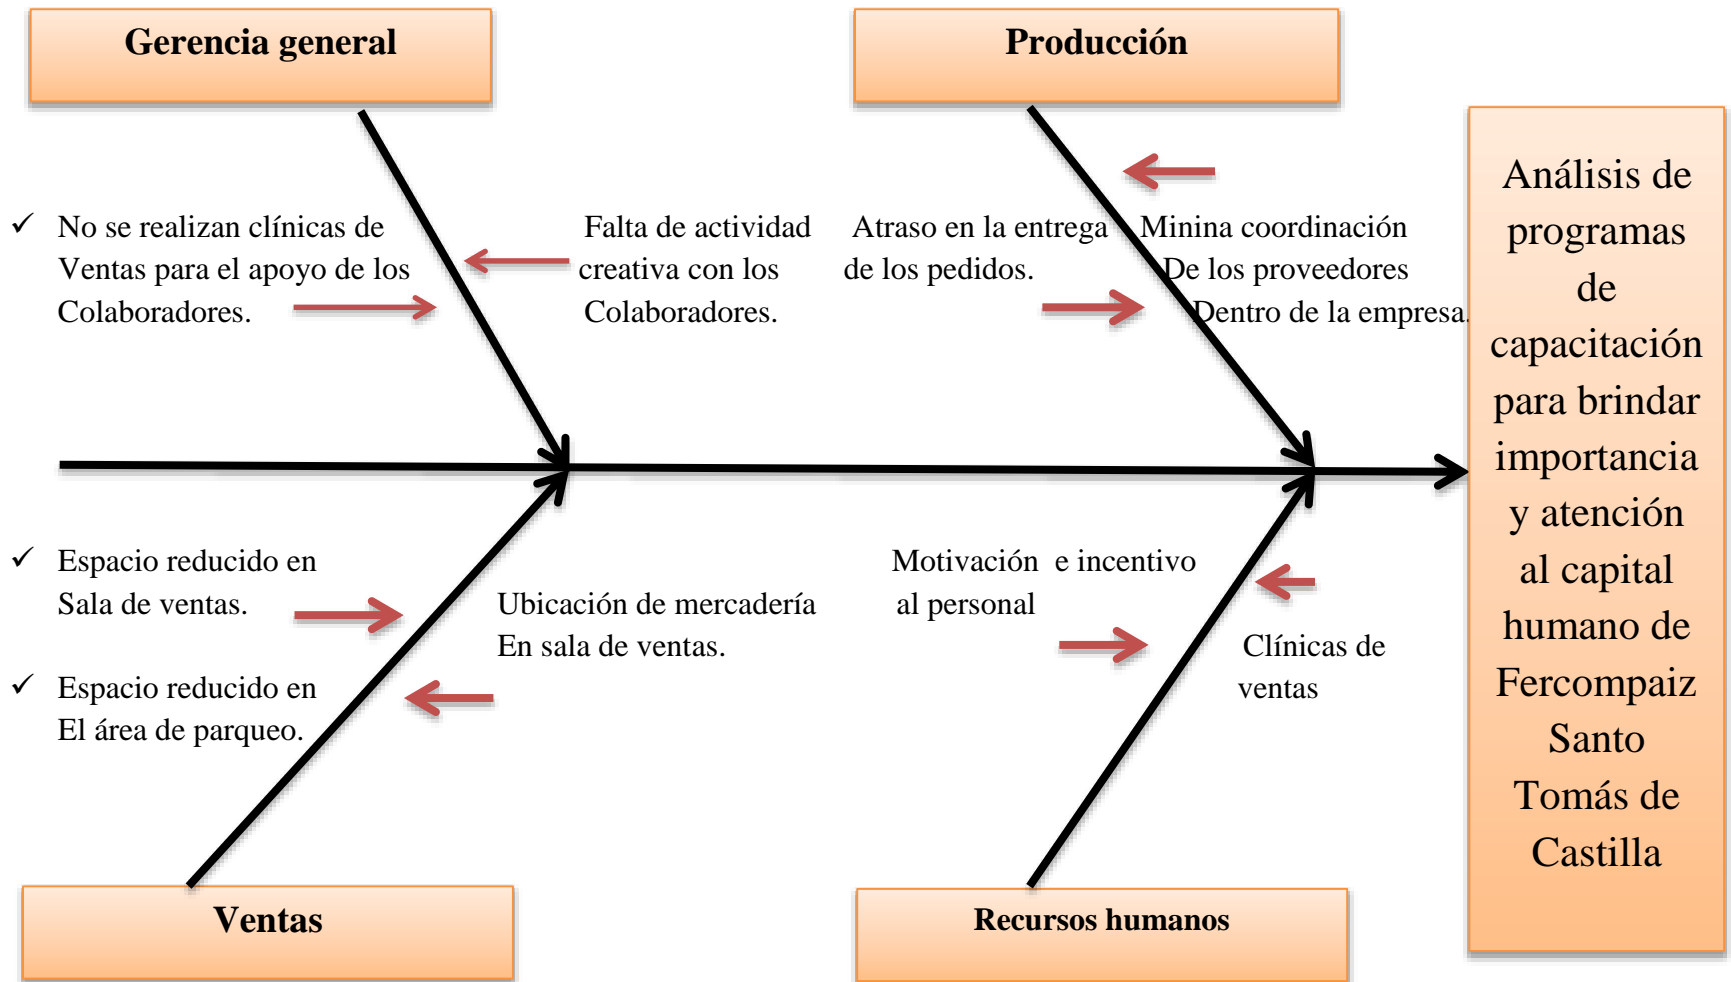 Gerencia general
Producción
✓ No se realizan clínicas de
Ventas para el apoyo de los
Colaboradores.
Falta de actividad
creativa con los
Colaboradores.
Atraso en la entrega
de los pedidos.
Minina coordinación
De los proveedores
Dentro de la empresa.
Análisis de
programas
de
capacitación
para brindar
importancia
y atención
al capital
humano de
Fercompaiz
Santo
Tomás de
Castilla
✓ Espacio reducido en
Sala de ventas.
✓ Espacio reducido en
El área de parqueo.
Ubicación de mercadería
En sala de ventas.
Motivación e incentivo
al personal
Clínicas de
ventas
Ventas
Recursos humanos